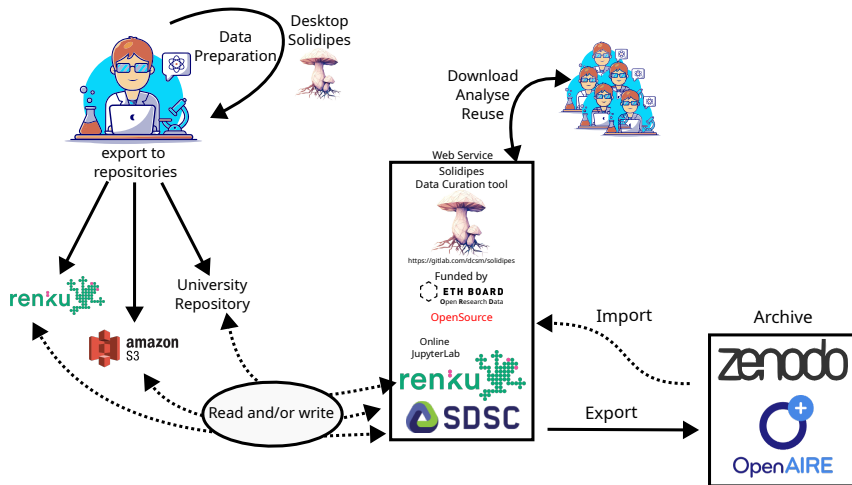 Data
Preparation
Desktop
Solidipes
export to
repositories
Download
Analyse
Reuse
renku
amazon
S3
University
Repository
Read and/or write
Web Service
Solidipes
Data Curation tool
https://gitlab.com/dcsm/solidipes
Funded by
ETH BOARD
Open Research Data
OpenSource
Online
JupyterLab
renku
SDSC
Import
Export
Archive
zenodo
OpenAIRE